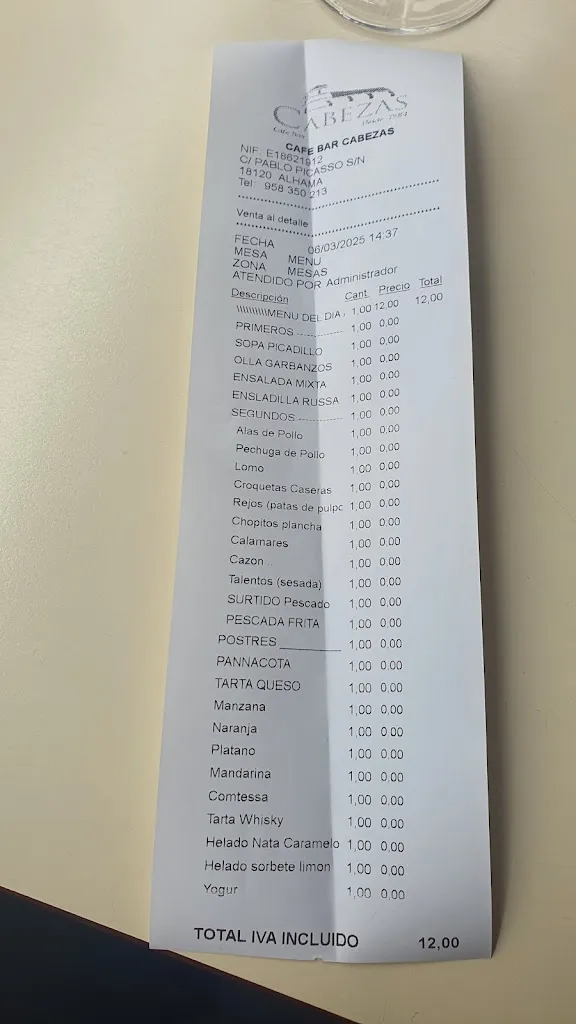 CABEZAS
Desde 1984
CAFE BAR CABEZAS
NIF: E18621912
C/ PABLO PICASSO S/N
18120 ALHAMA
Tel: 958 350 213
Venta al detalle
FECHA 06/03/2025 14:37
MESA MENU
ZONA MESAS
ATENDIDO POR Administrador
Descripción Cant. Precio Total
\\\\\\\\\\MENU DEL DIA 1,00 12,00 12,00
PRIMEROS 1,00 0,00
SOPA PICADILLO 1,00 0,00
OLLA GARBANZOS 1,00 0,00
ENSALADA MIXTA 1,00 0,00
ENSLADILLA RUSSA 1,00 0,00
SEGUNDOS 1,00 0,00
Alas de Pollo 1,00 0,00
Pechuga de Pollo 1,00 0,00
Lomo 1,00 0,00
Croquetas Caseras 1,00 0,00
Rejos (patas de pulpo 1,00 0,00
Chopitos plancha 1,00 0,00
Calamares 1,00 0,00
Cazon .. 1,00 0,00
Talentos (sesada) 1,00 0,00
SURTIDO Pescado 1,00 0,00
PESCADA FRITA 1,00 0,00
POSTRES ________ 1,00 0,00
PANNACOTA 1,00 0,00
TARTA QUESO 1,00 0,00
Manzana 1,00 0,00
Naranja 1,00 0,00
Platano 1,00 0,00
Mandarina 1,00 0,00
Comtessa 1,00 0,00
Tarta Whisky 1,00 0,00
Helado Nata Caramelo 1,00 0,00
Helado sorbete limon 1,00 0,00
Yogur 1,00 0,00
TOTAL IVA INCLUIDO 12,00